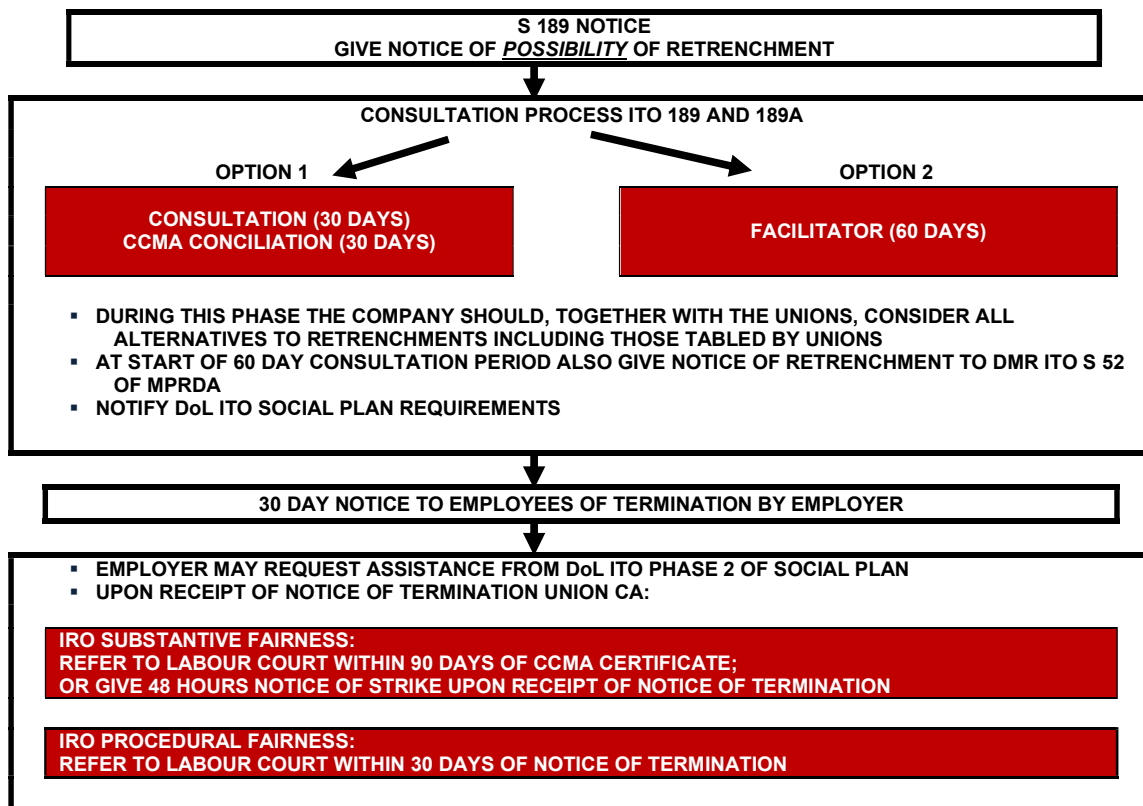 S 189 NOTICE
GIVE NOTICE OF POSSIBILITY OF RETRENCHMENT
CONSULTATION PROCESS ITO 189 AND 189A
OPTION 1
OPTION 2
CONSULTATION (30 DAYS)
CCMA CONCILIATION (30 DAYS)
FACILITATOR (60 DAYS)
▪ DURING THIS PHASE THE COMPANY SHOULD, TOGETHER WITH THE UNIONS, CONSIDER ALL
ALTERNATIVES TO RETRENCHMENTS INCLUDING THOSE TABLED BY UNIONS
▪ AT START OF 60 DAY CONSULTATION PERIOD ALSO GIVE NOTICE OF RETRENCHMENT TO DMR ITO S 52
OF MPRDA
▪ NOTIFY DoL ITO SOCIAL PLAN REQUIREMENTS
30 DAY NOTICE TO EMPLOYEES OF TERMINATION BY EMPLOYER
▪ EMPLOYER MAY REQUEST ASSISTANCE FROM DoL ITO PHASE 2 OF SOCIAL PLAN
▪ UPON RECEIPT OF NOTICE OF TERMINATION UNION CA:
IRO SUBSTANTIVE FAIRNESS:
REFER TO LABOUR COURT WITHIN 90 DAYS OF CCMA CERTIFICATE;
OR GIVE 48 HOURS NOTICE OF STRIKE UPON RECEIPT OF NOTICE OF TERMINATION
IRO PROCEDURAL FAIRNESS:
REFER TO LABOUR COURT WITHIN 30 DAYS OF NOTICE OF TERMINATION